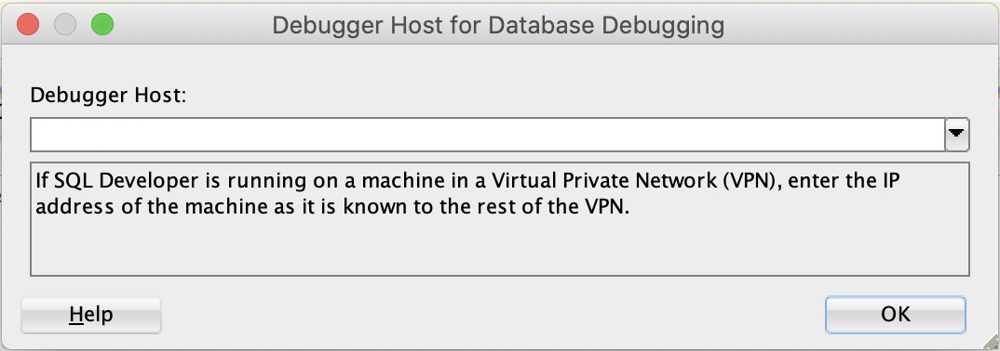 Debugger Host for Database Debugging
Debugger Host:
If SQL Developer is running on a machine in a Virtual Private Network (VPN), enter the IP
address of the machine as it is known to the rest of the VPN.
Help
OK